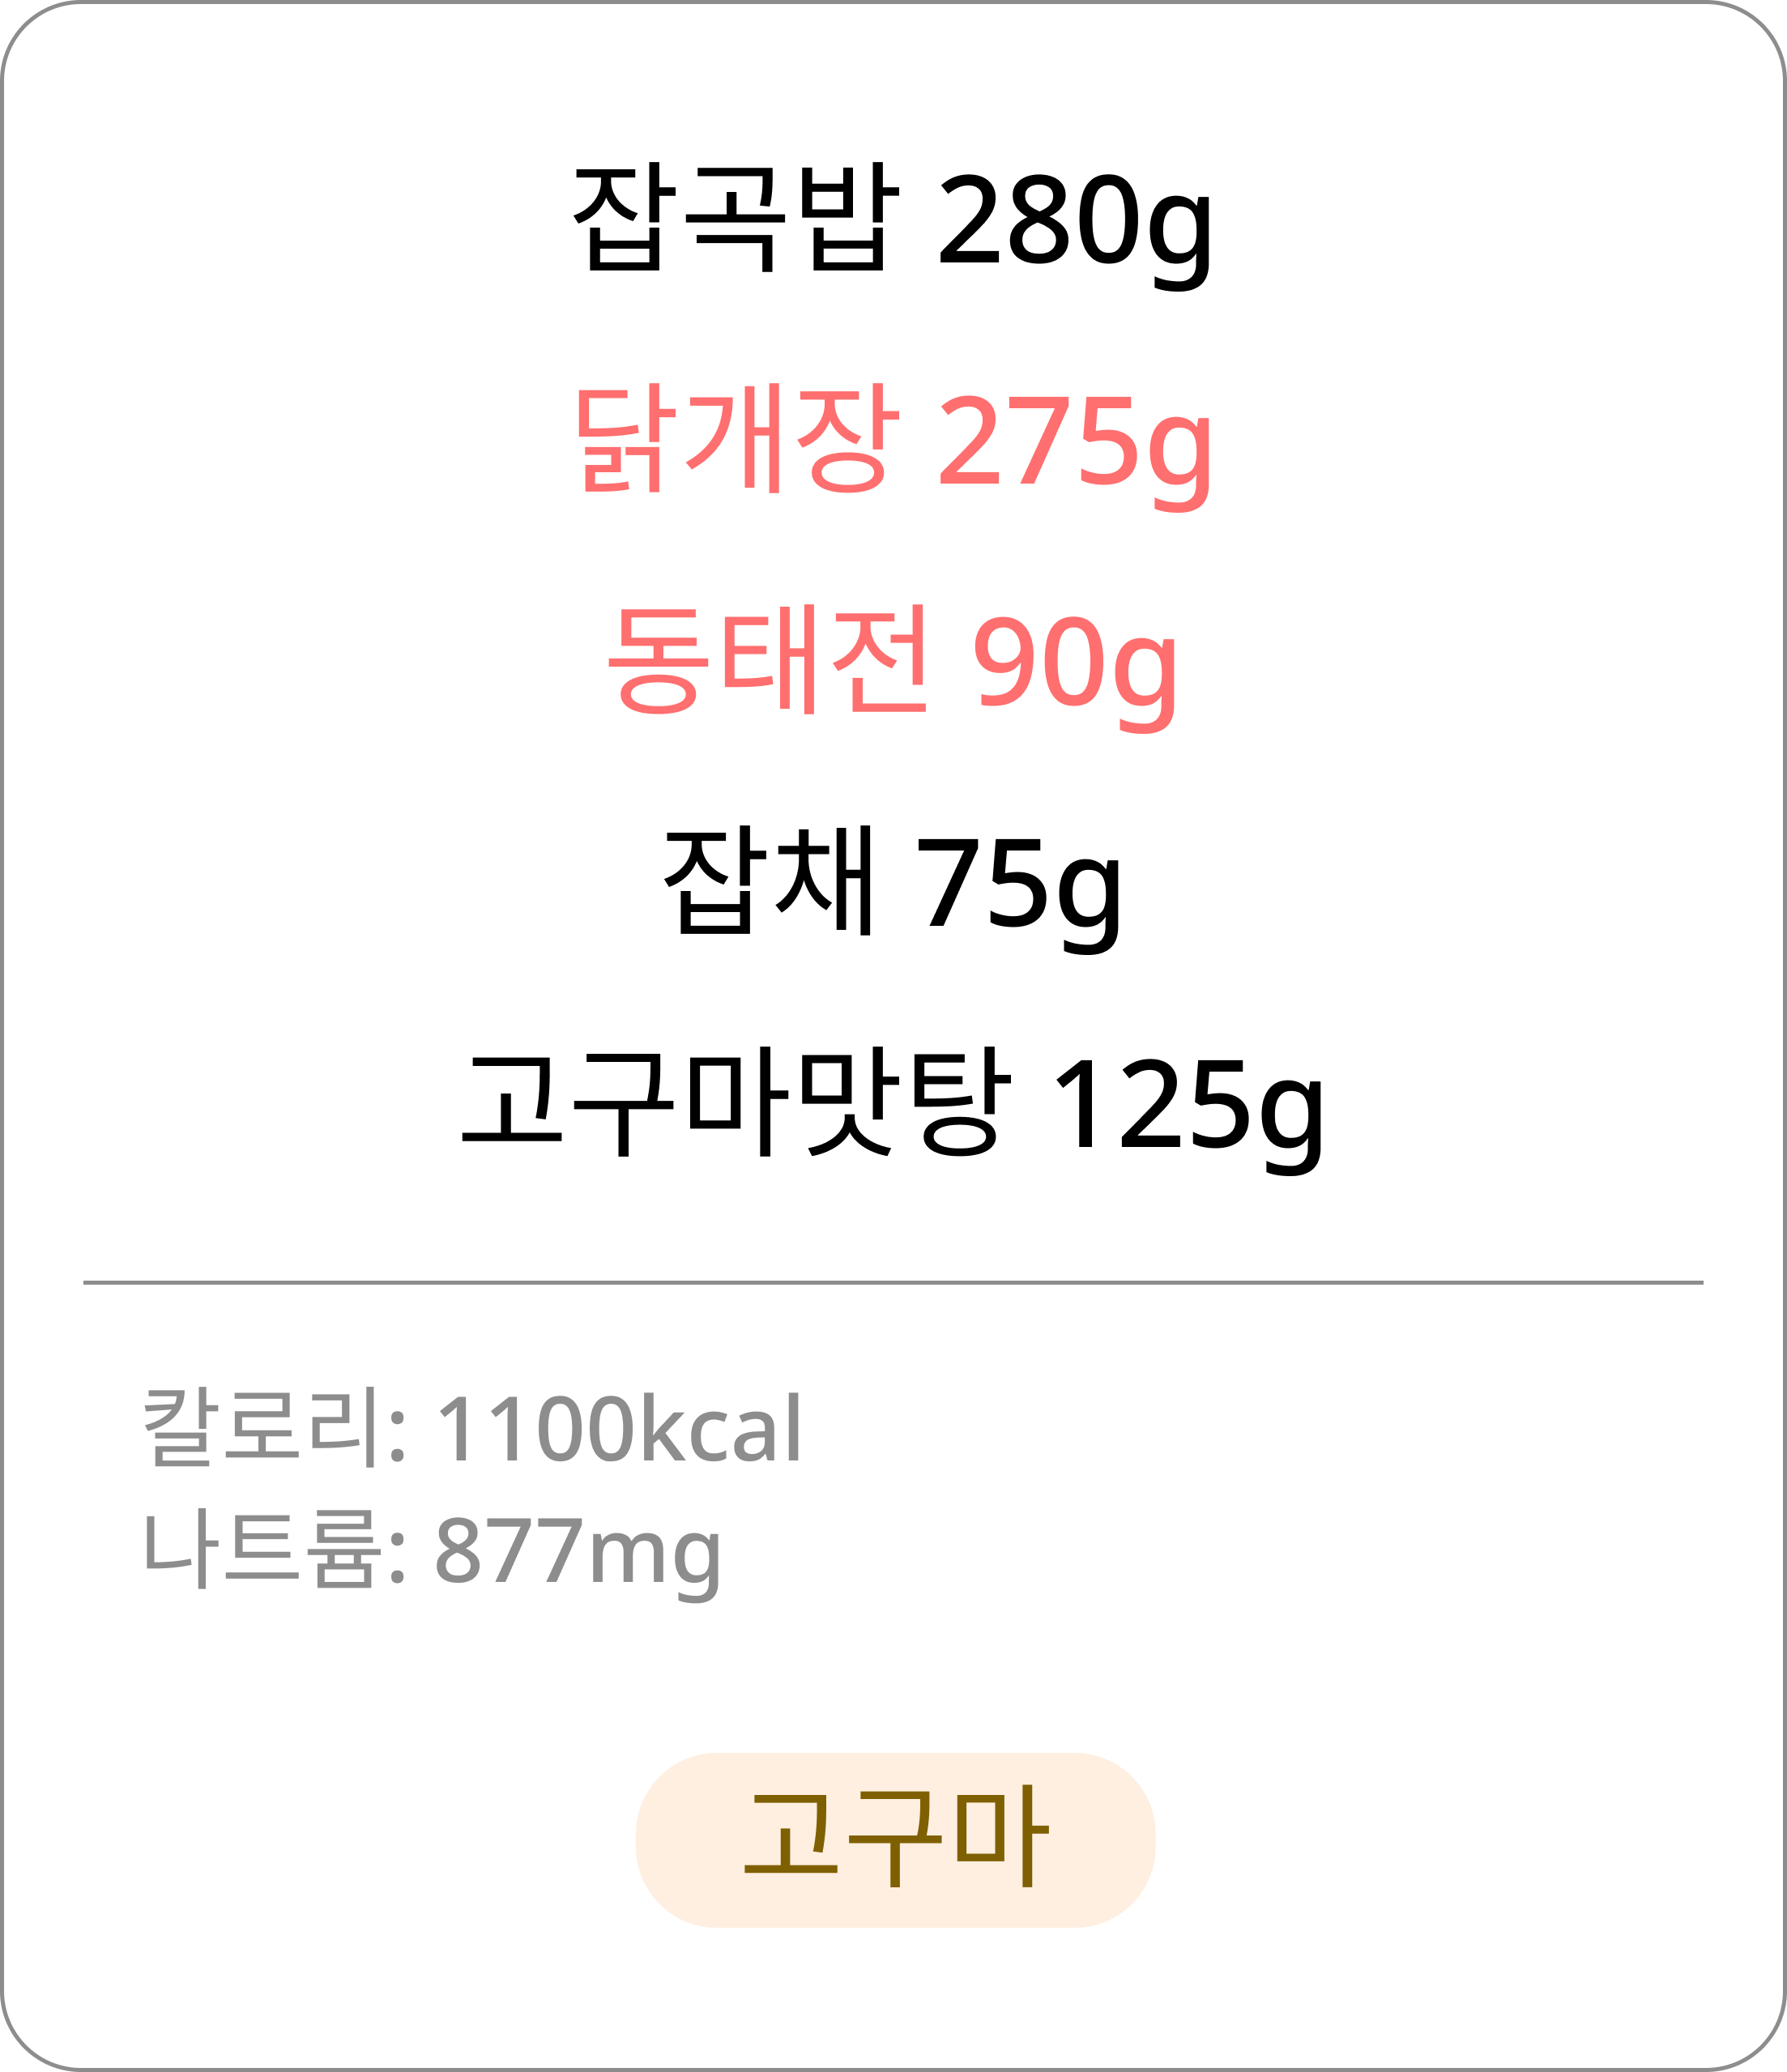 잡곡밥 280g
닭개장 275g
동태전 90g
잡채 75g
고구마맛탕 125g
칼로리: 1100kcal
나트륨: 877mg
고구마